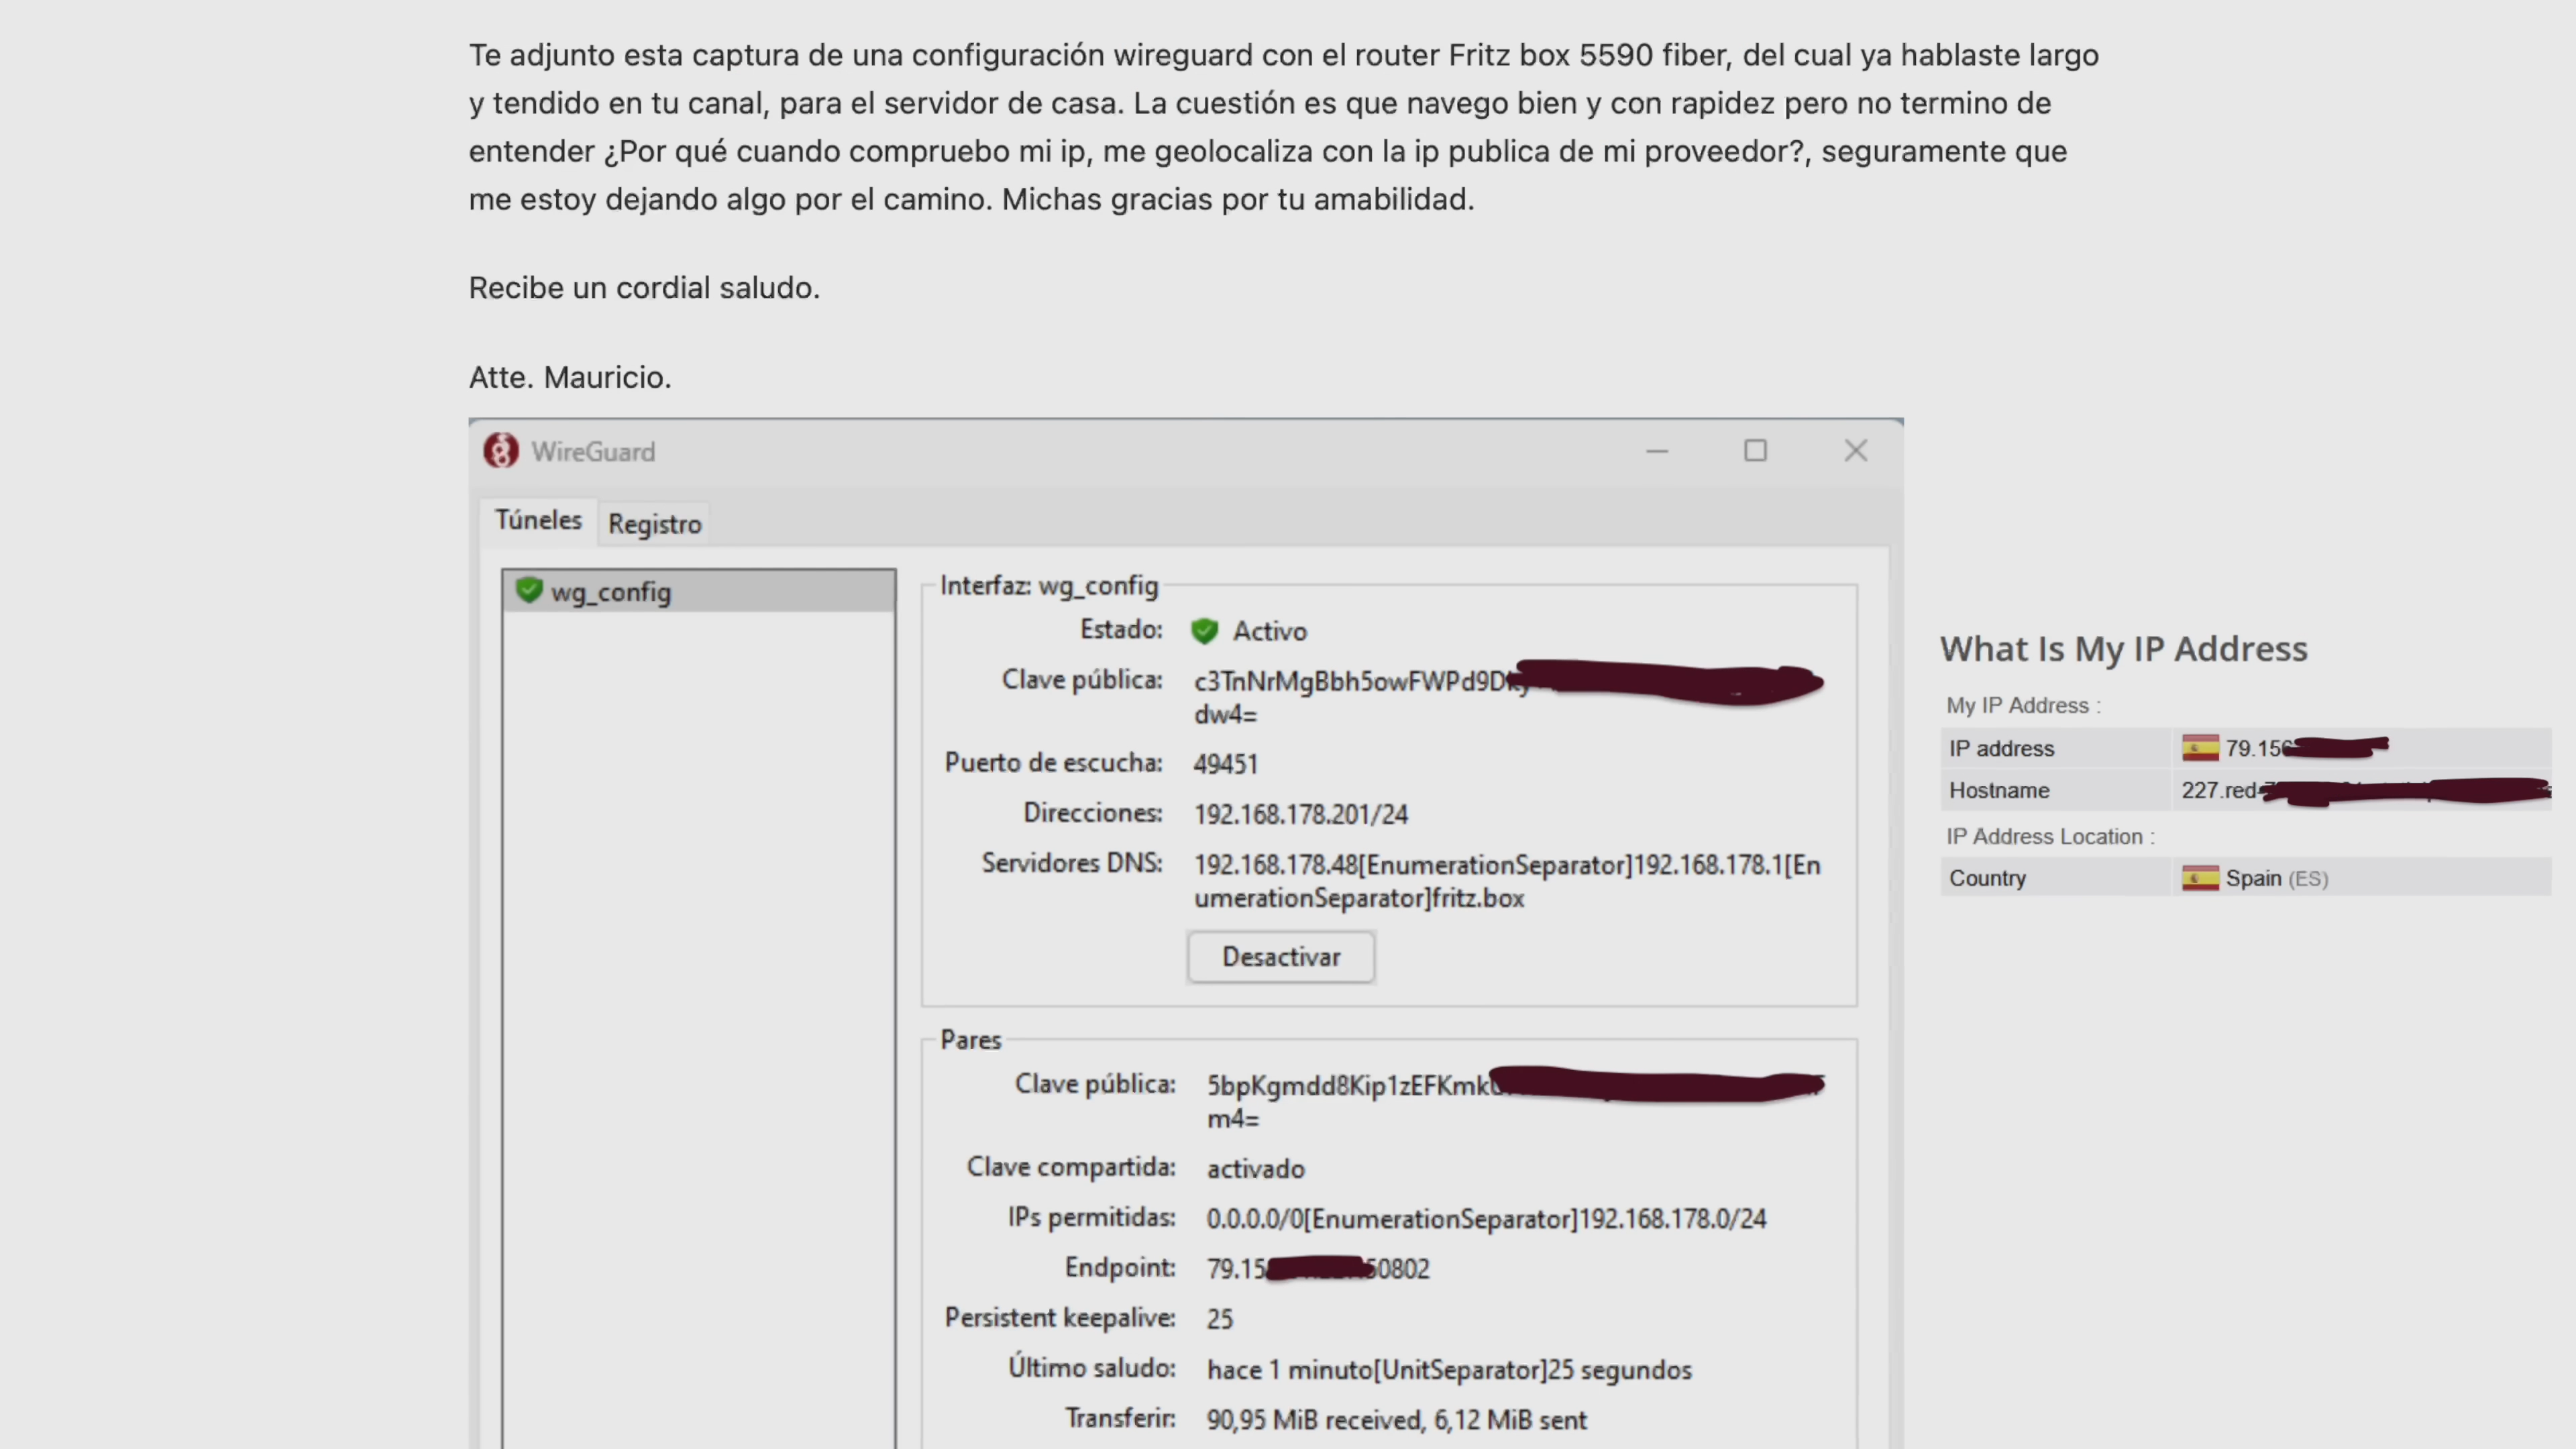 Te adjunto esta captura de una configuración wireguard con el router Fritz box 5590 fiber, del cual ya hablaste largo
y tendido en tu canal, para el servidor de casa. La cuestión es que navego bien y con rapidez pero no termino de
entender ¿Por qué cuando compruebo mi ip, me geolocaliza con la ip publica de mi proveedor?, seguramente que
me estoy dejando algo por el camino. Michas gracias por tu amabilidad.
Recibe un cordial saludo.
Atte. Mauricio.
WireGuard
Túneles
Registro
wg_config
Interfaz: wg_config
Estado: Activo
Clave pública: c3TnNrMgBbh5owFWPd9D
dw4=
Puerto de escucha: 49451
Direcciones: 192.168.178.201/24
Servidores DNS: 192.168.178.48[EnumerationSeparator]192.168.178.1[En
umerationSeparator]fritz.box
Desactivar
Pares
Clave pública: 5bpKgmdd8Kip1zEFKmk
m4=
Clave compartida: activado
IPs permitidas: 0.0.0.0/0[EnumerationSeparator]192.168.178.0/24
Endpoint: 79.15 50802
Persistent keepalive: 25
Último saludo: hace 1 minuto[UnitSeparator]25 segundos
Transferir: 90,95 MiB received, 6,12 MiB sent
What Is My IP Address
My IP Address :
IP address 79.156
Hostname 227.red-
IP Address Location :
Country Spain (ES)